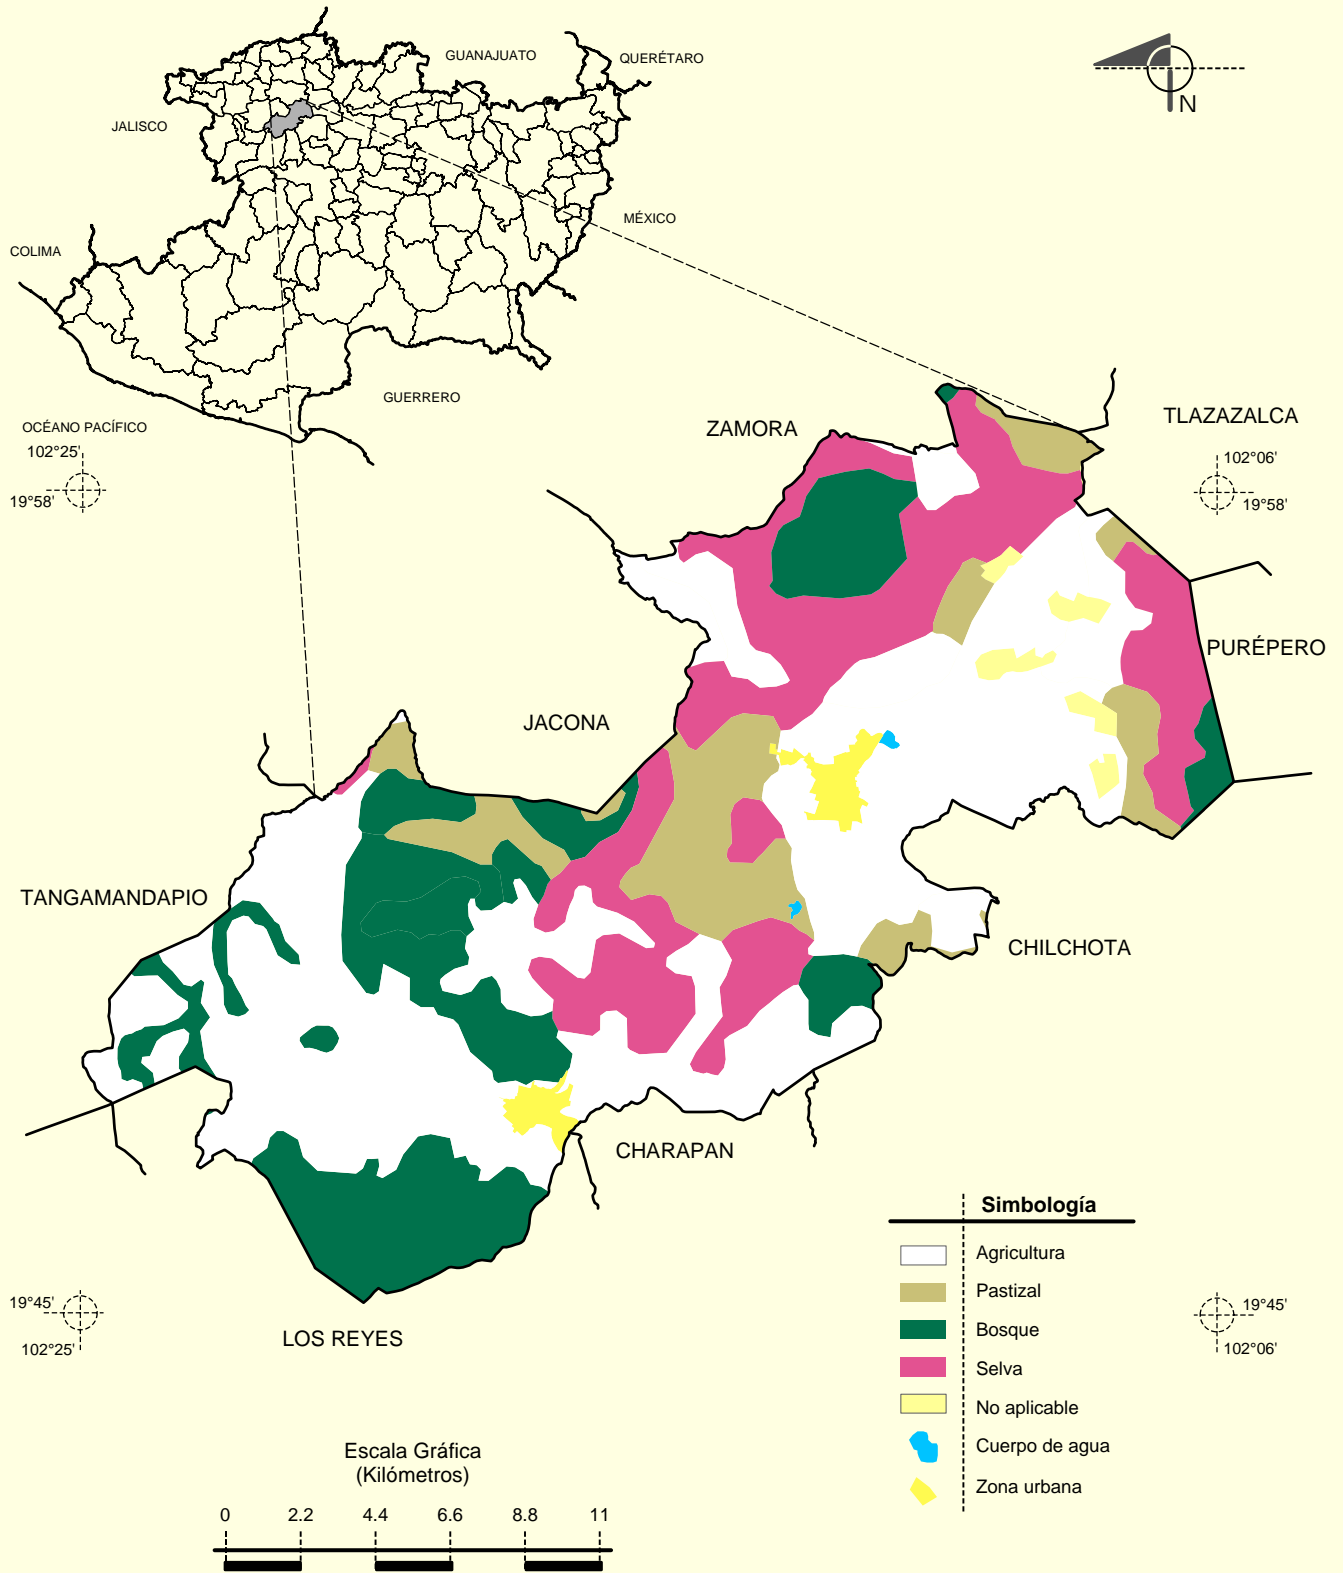 GUANAJUATO
QUERÉTARO
N
JALISCO
MÉXICO
COLIMA
GUERRERO
OCÉANO PACÍFICO
102°25'
19°58'
ZAMORA
TLAZAZALCA
102°06'
19°58'
PURÉPERO
JACONA
TANGAMANDAPIO
CHILCHOTA
CHARAPAN
LOS REYES
19°45'
102°25'
19°45'
102°06'
Simbología
Agricultura
Pastizal
Bosque
Selva
No aplicable
Cuerpo de agua
Zona urbana
Escala Gráfica
(Kilómetros)
0 2.2 4.4 6.6 8.8 11